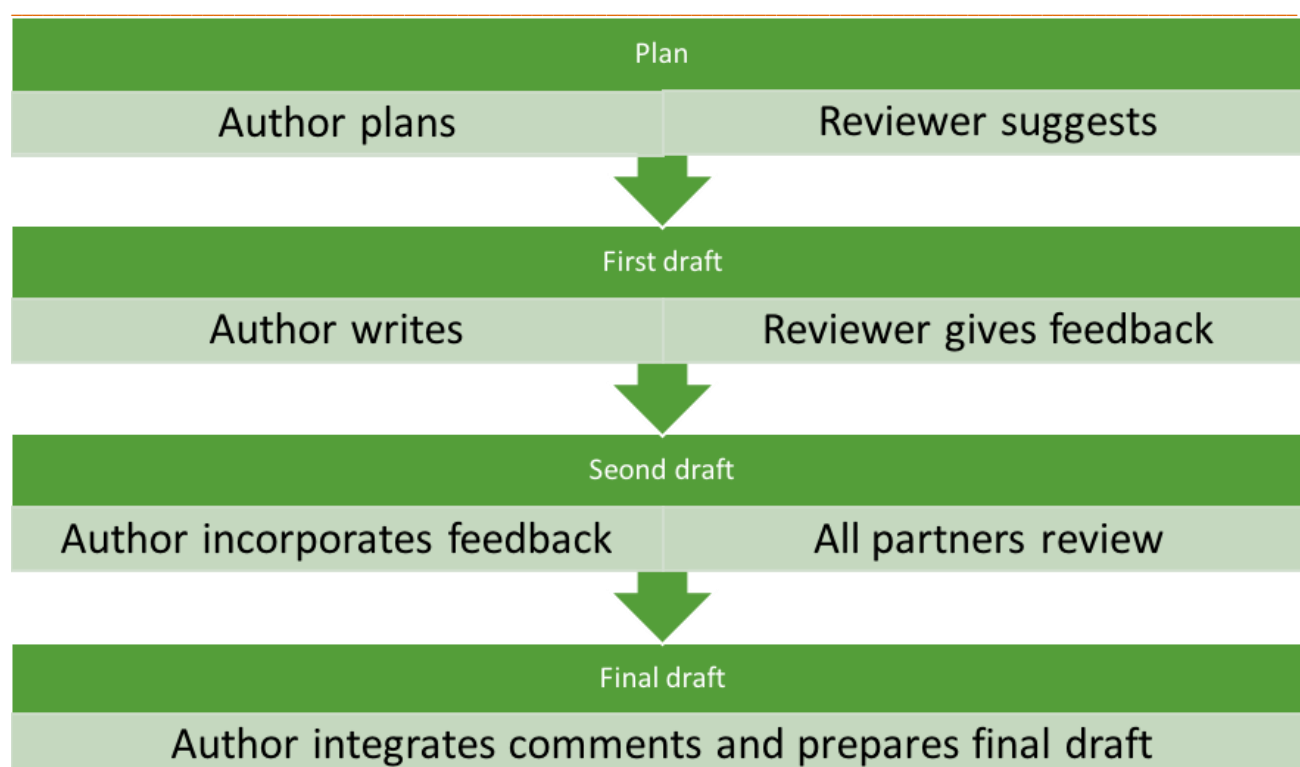 Plan
Author plans
Reviewer suggests
First draft
Author writes
Reviewer gives feedback
Seond draft
Author incorporates feedback
All partners review
Final draft
Author integrates comments and prepares final draft